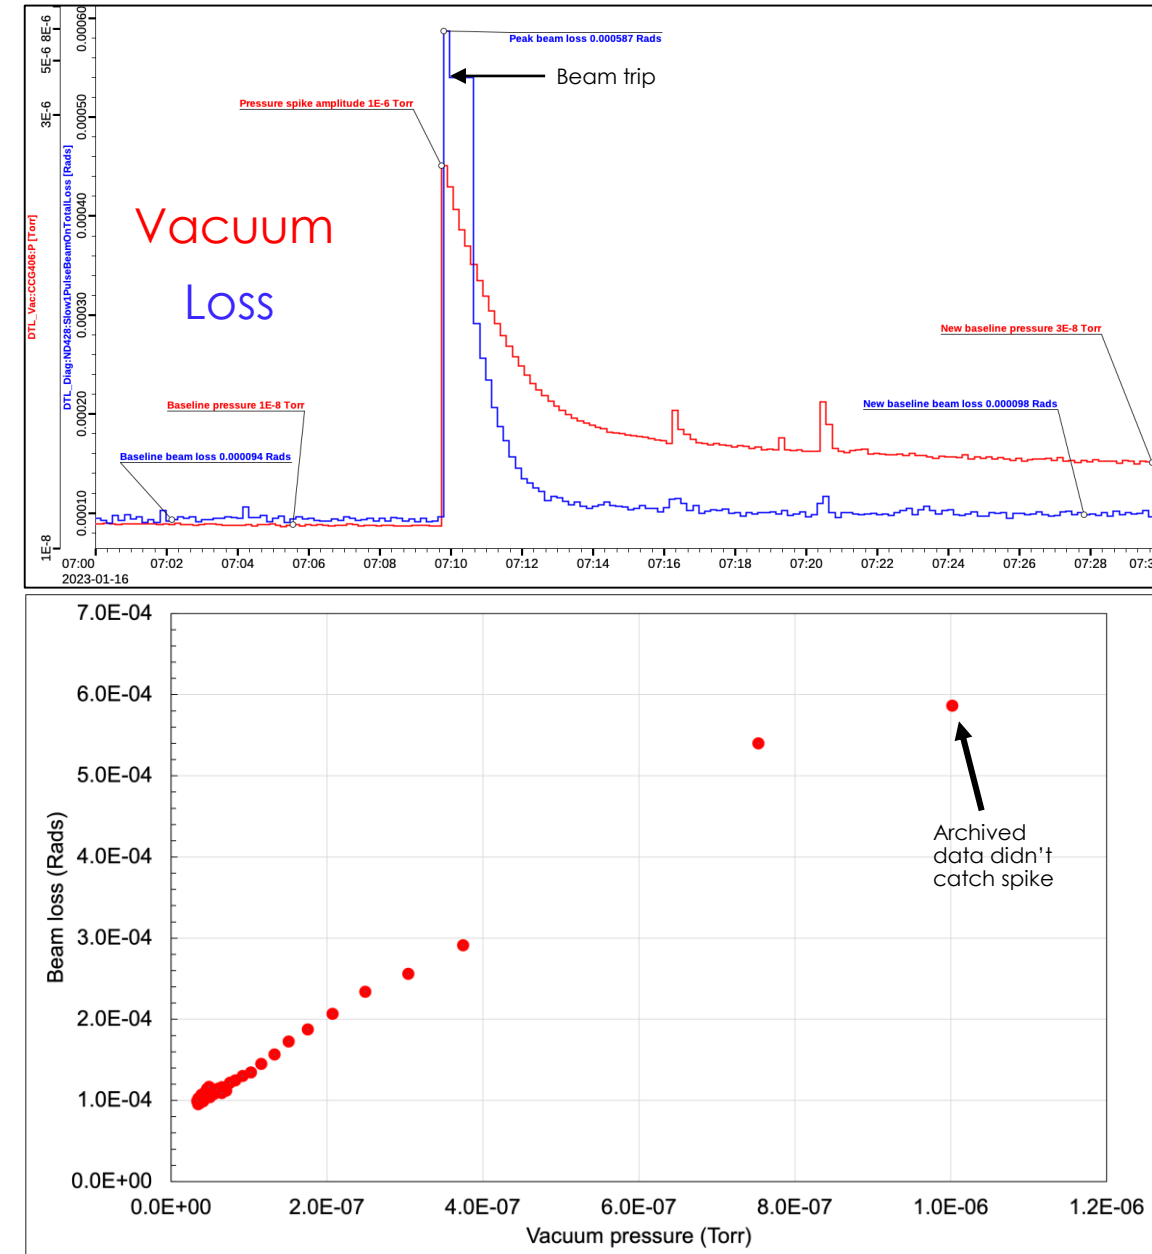 8E-6
5E-6
3E-6
1E-8
DTL_Vac:CCG406:P [Torr]
0.00060
0.00050
0.00040
0.00030
0.00020
0.00010
DTL_Diag:ND428:Slow1PulseBeamOnTotalLoss [Rads]
Peak beam loss 0.000587 Rads
Beam trip
Pressure spike amplitude 1E-6 Torr
Vacuum
Loss
New baseline pressure 3E-8 Torr
Baseline pressure 1E-8 Torr
New baseline beam loss 0.000098 Rads
Baseline beam loss 0.000094 Rads
07:00 07:02 07:04 07:06 07:08 07:10 07:12 07:14 07:16 07:18 07:20 07:22 07:24 07:26 07:28 07:3
2023-01-16
7.0E-04
6.0E-04
5.0E-04
4.0E-04
3.0E-04
2.0E-04
1.0E-04
0.0E+00
Beam loss (Rads)
Archived
data didn't
catch spike
0.0E+00 2.0E-07 4.0E-07 6.0E-07 8.0E-07 1.0E-06 1.2E-06
Vacuum pressure (Torr)